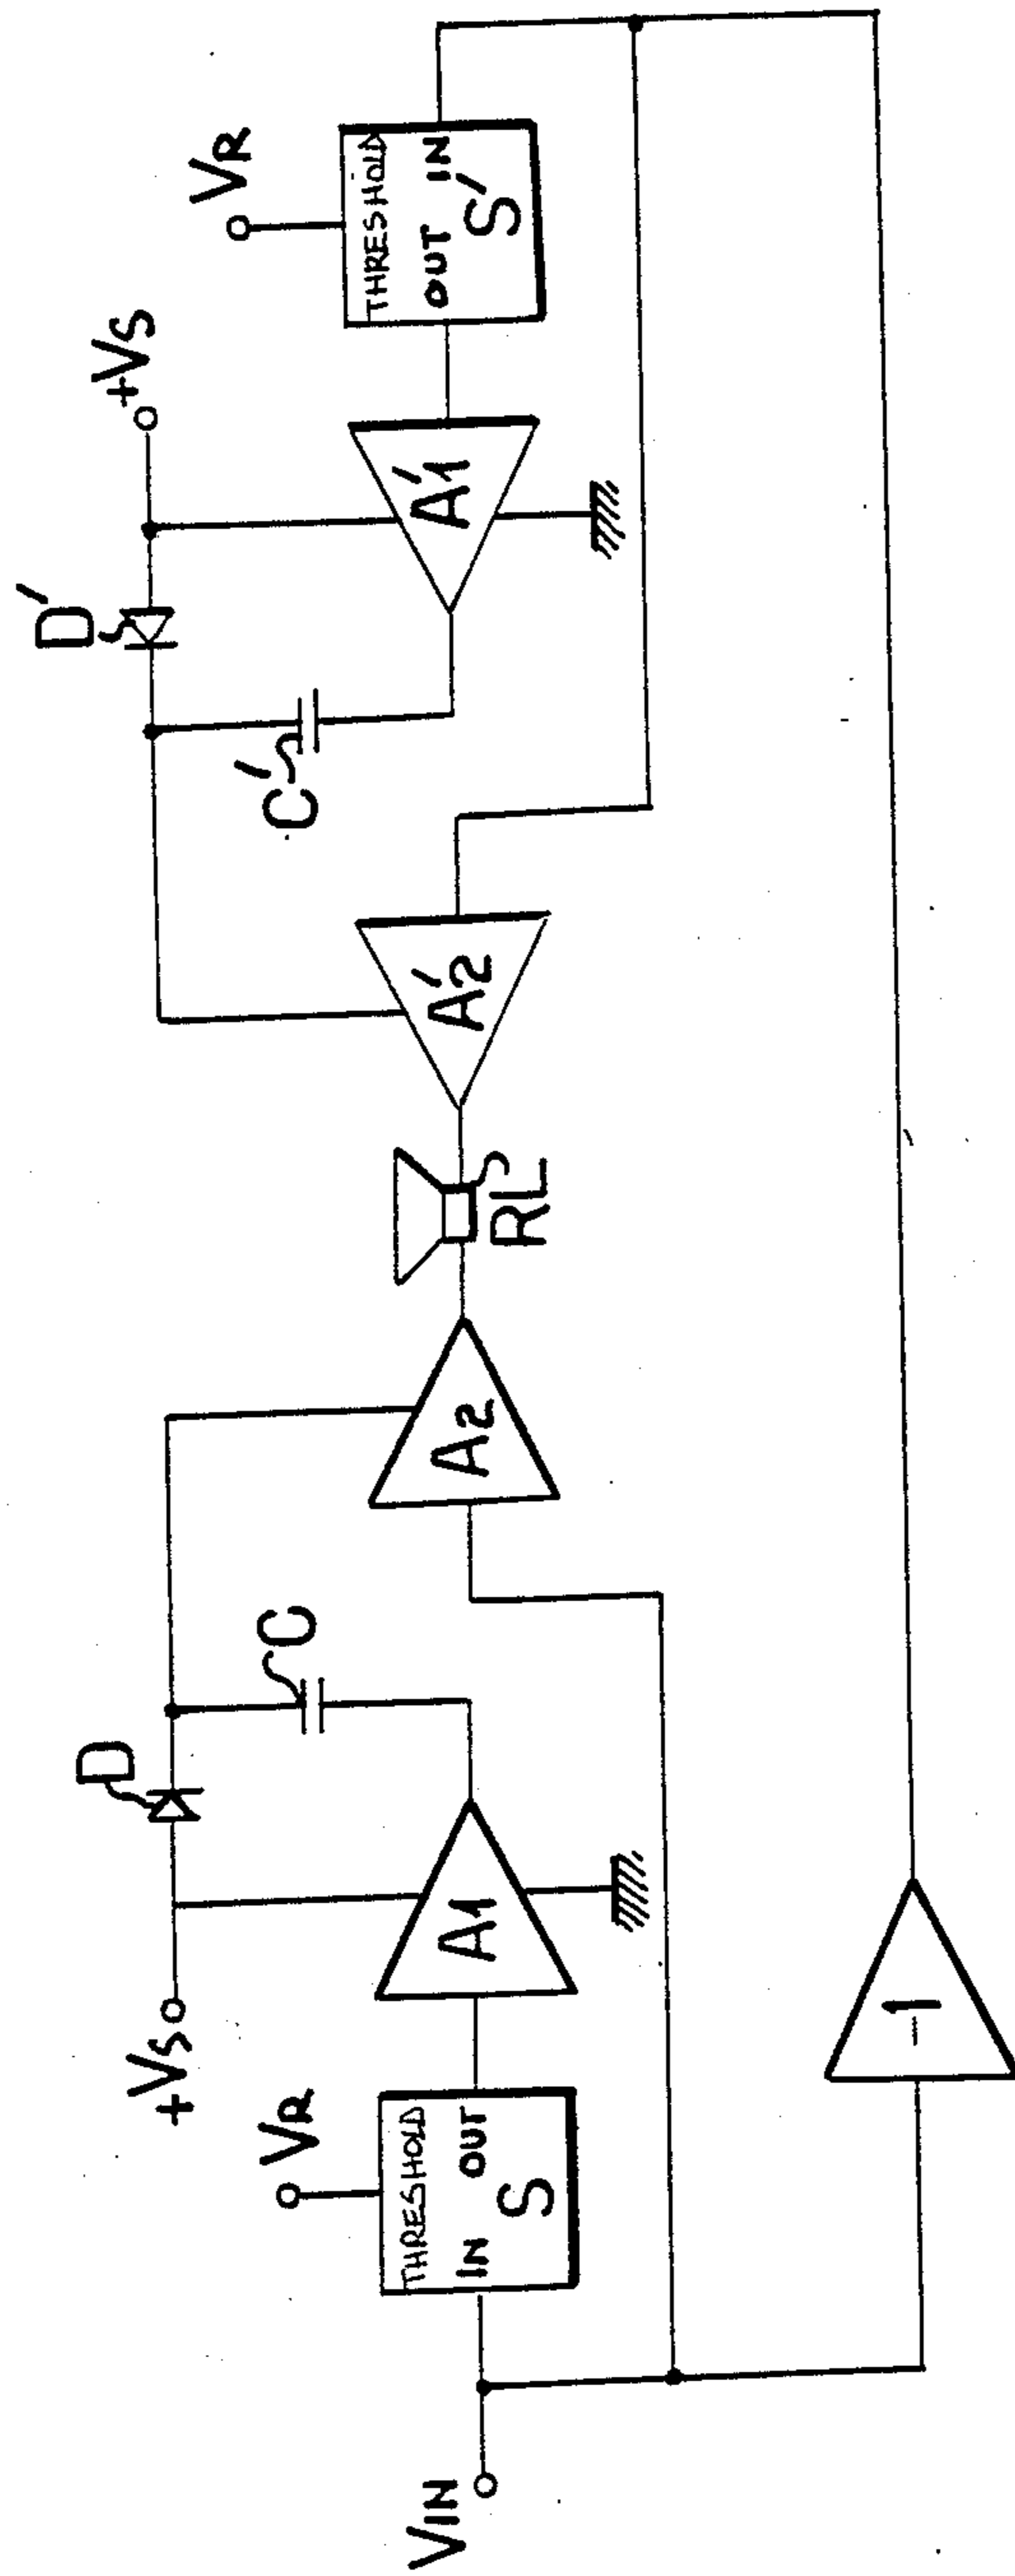 VIN
VR
THRESHOLD
IN OUT
S
+VS
A1
D
C
A2
RL
A'2
C'
D'
+VS
A'1
VR
THRESHOLD
OUT IN
S'
-1